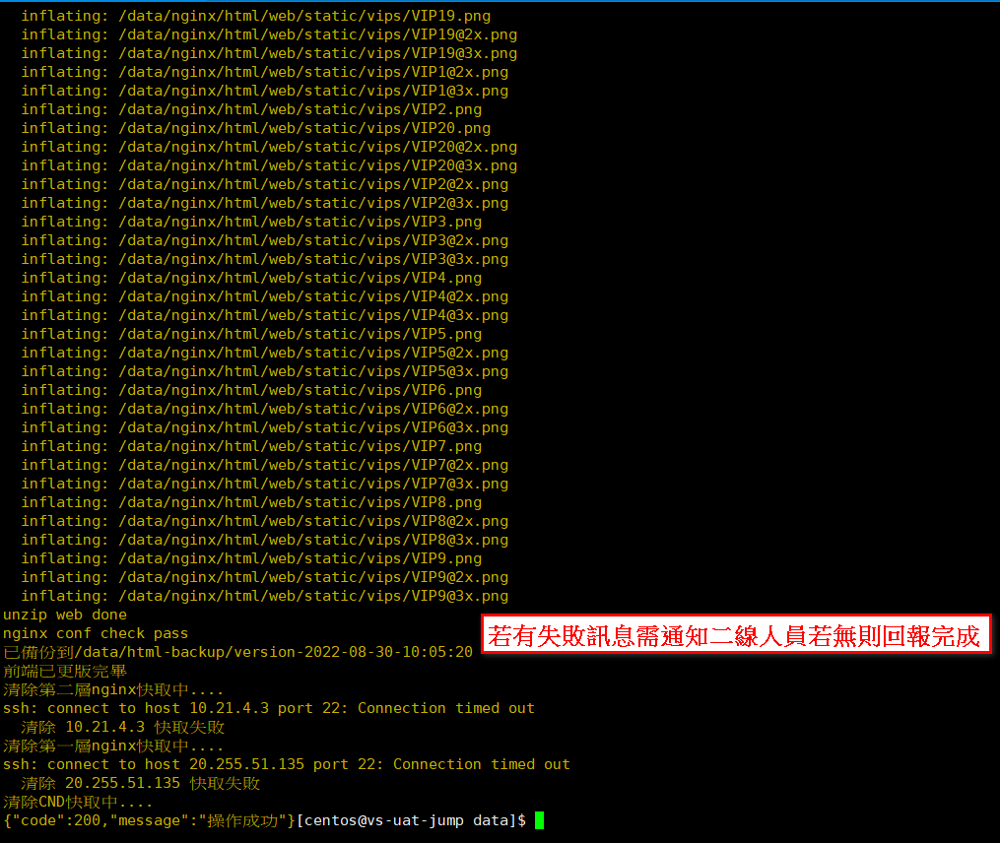 inflating: /data/nginx/html/web/static/vips/VIP19.png
inflating: /data/nginx/html/web/static/vips/VIP19@2x.png
inflating: /data/nginx/html/web/static/vips/VIP19@3x.png
inflating: /data/nginx/html/web/static/vips/VIP1@2x.png
inflating: /data/nginx/html/web/static/vips/VIP1@3x.png
inflating: /data/nginx/html/web/static/vips/VIP2.png
inflating: /data/nginx/html/web/static/vips/VIP20.png
inflating: /data/nginx/html/web/static/vips/VIP20@2x.png
inflating: /data/nginx/html/web/static/vips/VIP20@3x.png
inflating: /data/nginx/html/web/static/vips/VIP2@2x.png
inflating: /data/nginx/html/web/static/vips/VIP2@3x.png
inflating: /data/nginx/html/web/static/vips/VIP3.png
inflating: /data/nginx/html/web/static/vips/VIP3@2x.png
inflating: /data/nginx/html/web/static/vips/VIP3@3x.png
inflating: /data/nginx/html/web/static/vips/VIP4.png
inflating: /data/nginx/html/web/static/vips/VIP4@2x.png
inflating: /data/nginx/html/web/static/vips/VIP4@3x.png
inflating: /data/nginx/html/web/static/vips/VIP5.png
inflating: /data/nginx/html/web/static/vips/VIP5@2x.png
inflating: /data/nginx/html/web/static/vips/VIP5@3x.png
inflating: /data/nginx/html/web/static/vips/VIP6.png
inflating: /data/nginx/html/web/static/vips/VIP6@2x.png
inflating: /data/nginx/html/web/static/vips/VIP6@3x.png
inflating: /data/nginx/html/web/static/vips/VIP7.png
inflating: /data/nginx/html/web/static/vips/VIP7@2x.png
inflating: /data/nginx/html/web/static/vips/VIP7@3x.png
inflating: /data/nginx/html/web/static/vips/VIP8.png
inflating: /data/nginx/html/web/static/vips/VIP8@2x.png
inflating: /data/nginx/html/web/static/vips/VIP8@3x.png
inflating: /data/nginx/html/web/static/vips/VIP9.png
inflating: /data/nginx/html/web/static/vips/VIP9@2x.png
inflating: /data/nginx/html/web/static/vips/VIP9@3x.png
unzip web done
nginx conf check pass
若有失敗訊息需通知二線人員若無則回報完成
已備份到/data/html-backup/version-2022-08-30-10:05:20
前端已更版完畢
清除第二層nginx快取中....
ssh: connect to host 10.21.4.3 port 22: Connection timed out
清除 10.21.4.3 快取失敗
清除第一層nginx快取中....
ssh: connect to host 20.255.51.135 port 22: Connection timed out
清除 20.255.51.135 快取失敗
清除CND快取中....
{"code":200,"message":"操作成功"}[centos@vs-uat-jump data]$